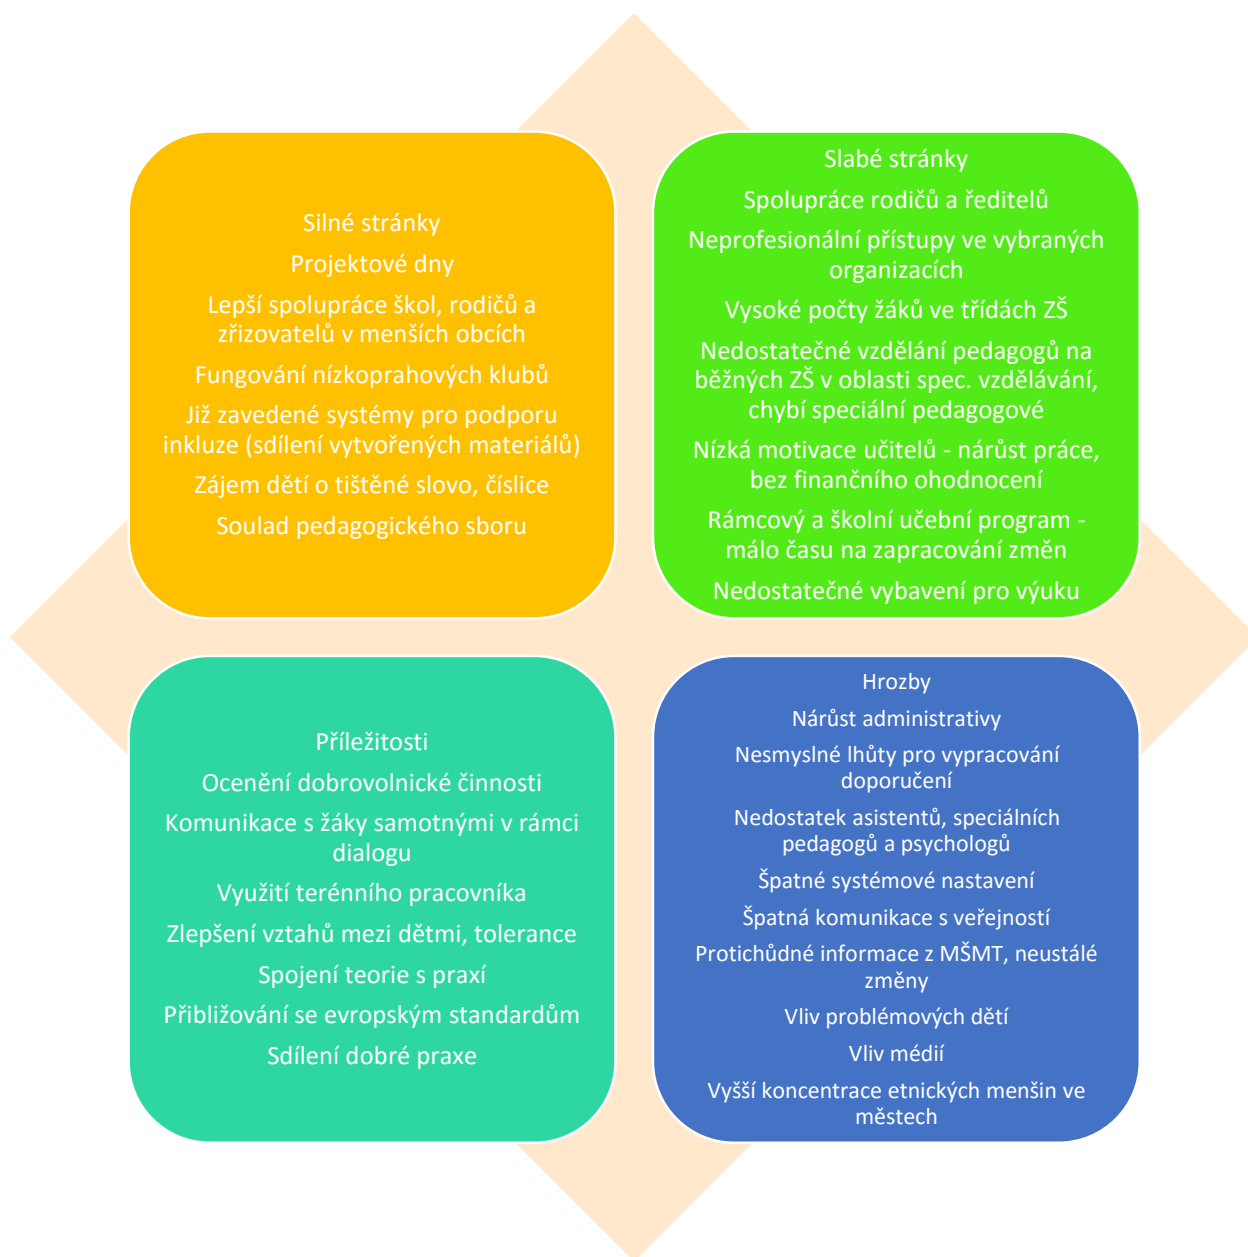 Silné stránky
Projektové dny
Lepší spolupráce škol, rodičů a
zřizovatelů v menších obcích
Fungování nízkoprahových klubů
Již zavedené systémy pro podporu
inkluze (sdílení vytvořených materiálů)
Zájem dětí o tištěné slovo, číslice
Soulad pedagogického sboru
Slabé stránky
Spolupráce rodičů a ředitelů
Neprofesionální přístupy ve vybraných
organizacích
Vysoké počty žáků ve třídách ZŠ
Nedostatečné vzdělání pedagogů na
běžných ZŠ v oblasti spec. vzdělávání,
chybí speciální pedagogové
Nízká motivace učitelů - nárůst práce,
bez finančního ohodnocení
Rámcový a školní učební program -
málo času na zapracování změn
Nedostatečné vybavení pro výuku
Příležitosti
Ocenění dobrovolnické činnosti
Komunikace s žáky samotnými v rámci
dialogu
Využití terénního pracovníka
Zlepšení vztahů mezi dětmi, tolerance
Spojení teorie s praxí
Přibližování se evropským standardům
Sdílení dobré praxe
Hrozby
Nárůst administrativy
Nesmyslné lhůty pro vypracování
doporučení
Nedostatek asistentů, speciálních
pedagogů a psychologů
Špatné systémové nastavení
Špatná komunikace s veřejností
Protichůdné informace z MŠMT, neustálé
změny
Vliv problémových dětí
Vliv médií
Vyšší koncentrace etnických menšin ve
městech